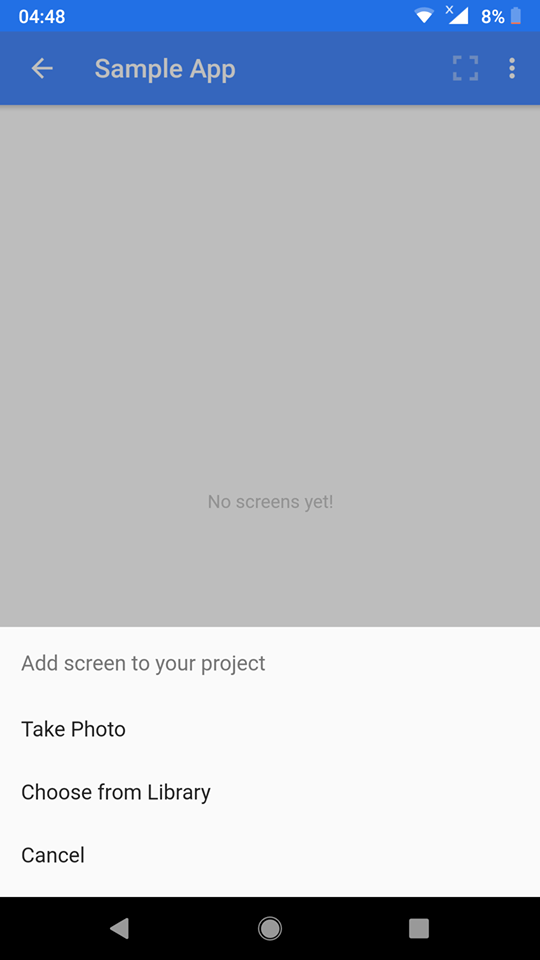 04:48
8%
Sample App
No screens yet!
Add screen to your project
Take Photo
Choose from Library
Cancel